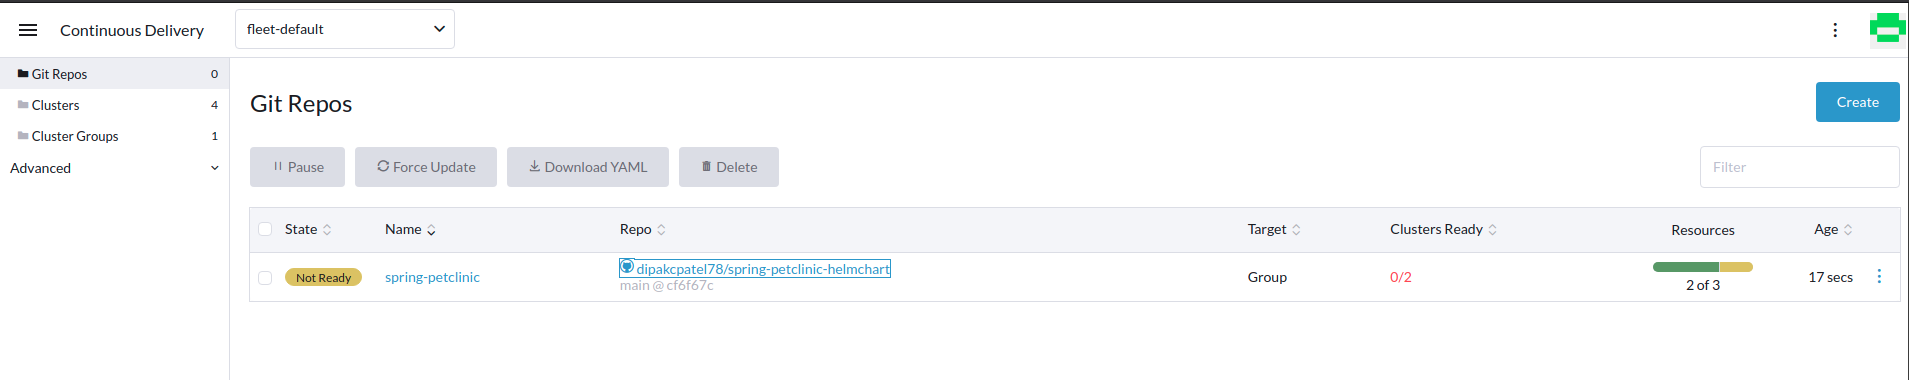 Continuous Delivery
fleet-default
Git Repos 0
Clusters 4
Cluster Groups 1
Advanced
Git Repos
Create
Pause
Force Update
Download YAML
Delete
Filter
State Name Repo Target Clusters Ready Resources Age
Not Ready spring-petclinic dipakcpatel78/spring-petclinic-helmchart Group 0/2 17 secs
main @ cf6f67c
2 of 3